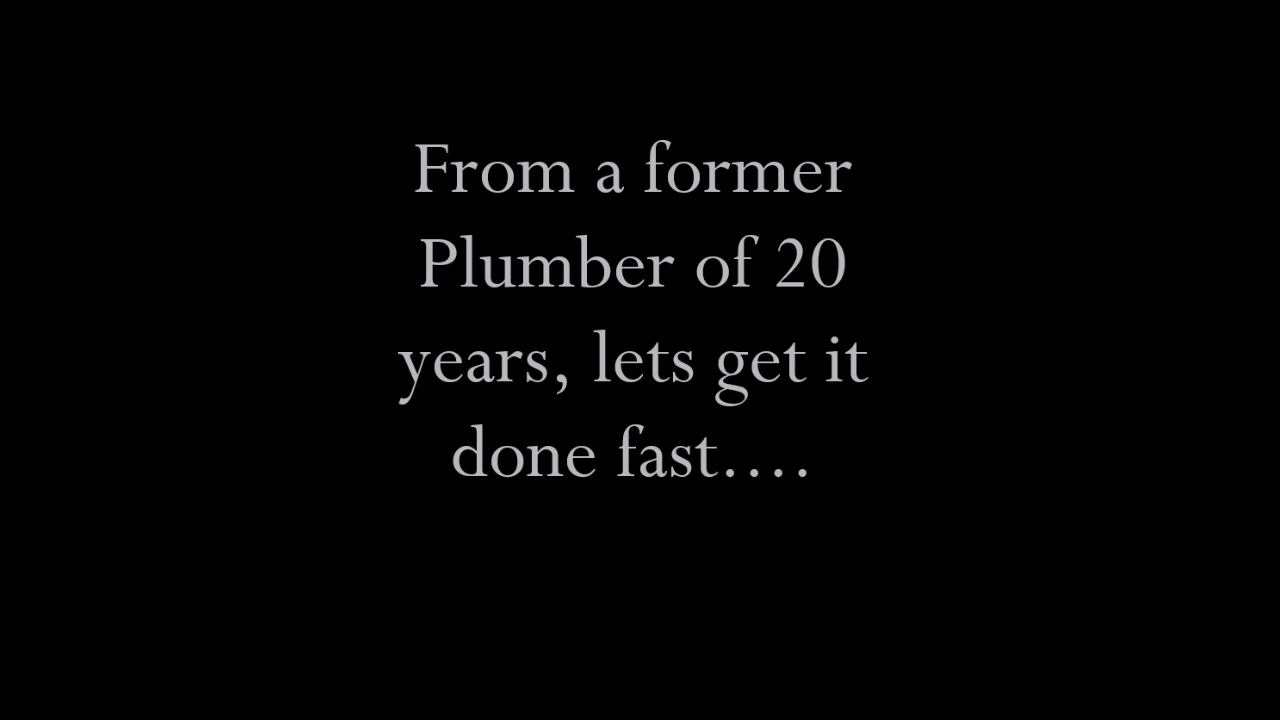 From a former
Plumber of 20
years, lets get it
done fast....